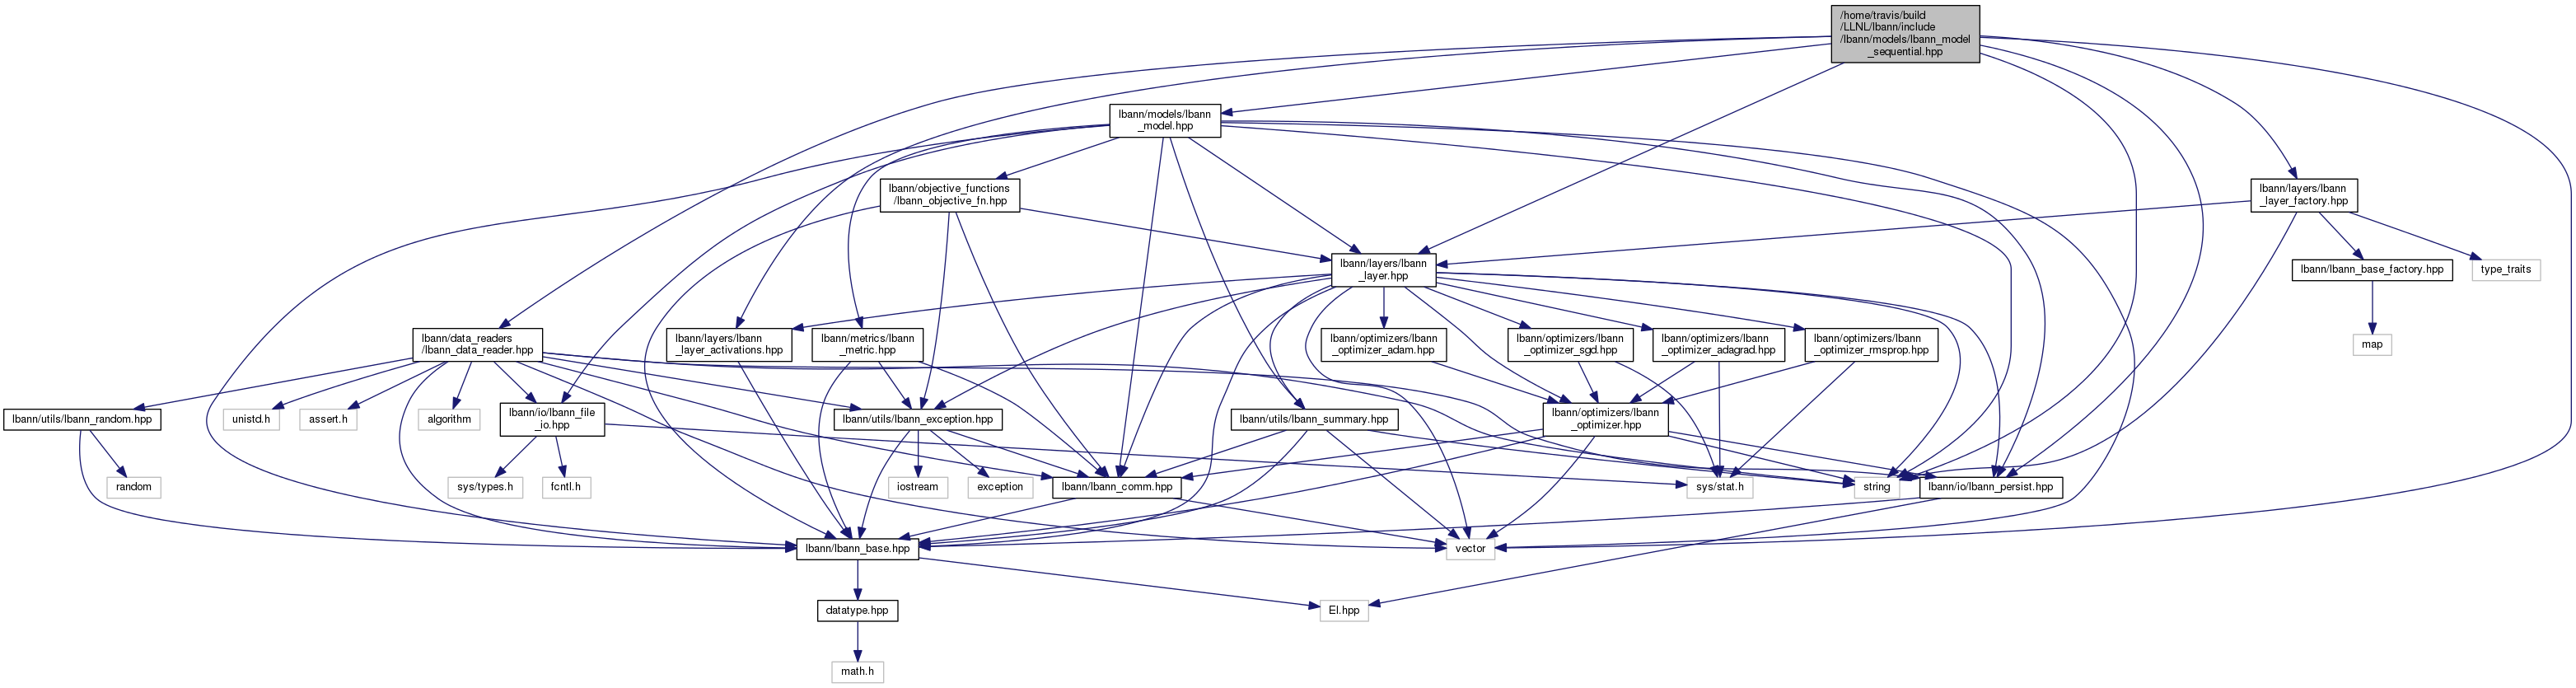 /home/travis/build
/LLNL/lbann/include
/lbann/models/lbann_model
_sequential.hpp
lbann/models/lbann
_model.hpp
lbann/objective_functions
/lbann_objective_fn.hpp
lbann/layers/lbann
_layer_factory.hpp
lbann/layers/lbann
_layer.hpp
lbann/lbann_base_factory.hpp
type_traits
lbann/data_readers
/lbann_data_reader.hpp
lbann/layers/lbann
_layer_activations.hpp
lbann/metrics/lbann
_metric.hpp
lbann/optimizers/lbann
_optimizer_adam.hpp
lbann/optimizers/lbann
_optimizer_sgd.hpp
lbann/optimizers/lbann
_optimizer_adagrad.hpp
lbann/optimizers/lbann
_optimizer_rmsprop.hpp
map
lbann/utils/lbann_random.hpp
unistd.h
assert.h
algorithm
lbann/io/lbann_file
_io.hpp
lbann/utils/lbann_exception.hpp
lbann/utils/lbann_summary.hpp
lbann/optimizers/lbann
_optimizer.hpp
random
sys/types.h
fcntl.h
iostream
exception
lbann/lbann_comm.hpp
sys/stat.h
string
lbann/io/lbann_persist.hpp
lbann/lbann_base.hpp
vector
datatype.hpp
El.hpp
math.h